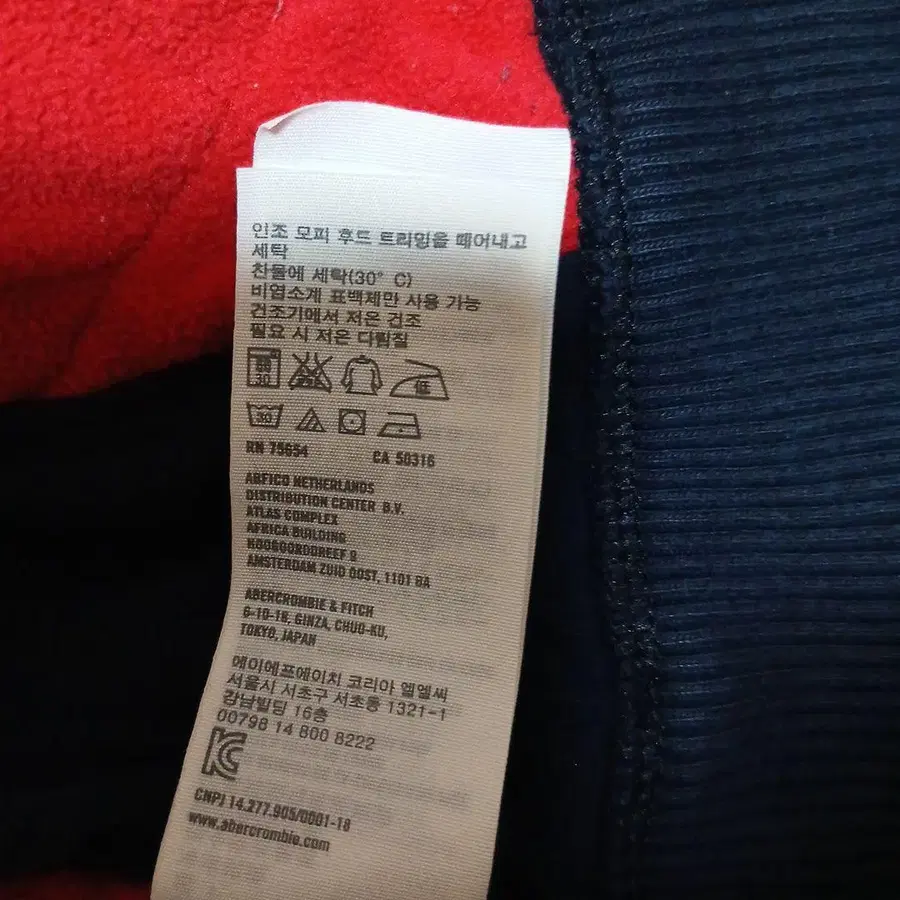 인조 모피 후드 트리밍을 떼어내고
세탁
찬물에 세탁(30° C)
비염소계 표백제만 사용 가능
건조기에서 저온 건조
필요 시 저온 다림질
30
低
30
RN 75654 CA 50316
ARFICO NETHERLANDS
DISTRIBUTION CENTER B.V.
ATLAS COMPLEX
AFRICA BUILDING
HOOGOORDDREEF 9
AMSTERDAM ZUID OOST, 1101 BA
ABERCROMBIE & FITCH
6-10-16, GINZA, CHUO-KU,
TOKYO, JAPAN
에이에프에이치 코리아 엘엘씨
서울시 서초구 서초동 1321-1
강남빌딩 16층
00798 14 800 8222
CNPJ 14.277.905/0001-18
www.abercrombie.com